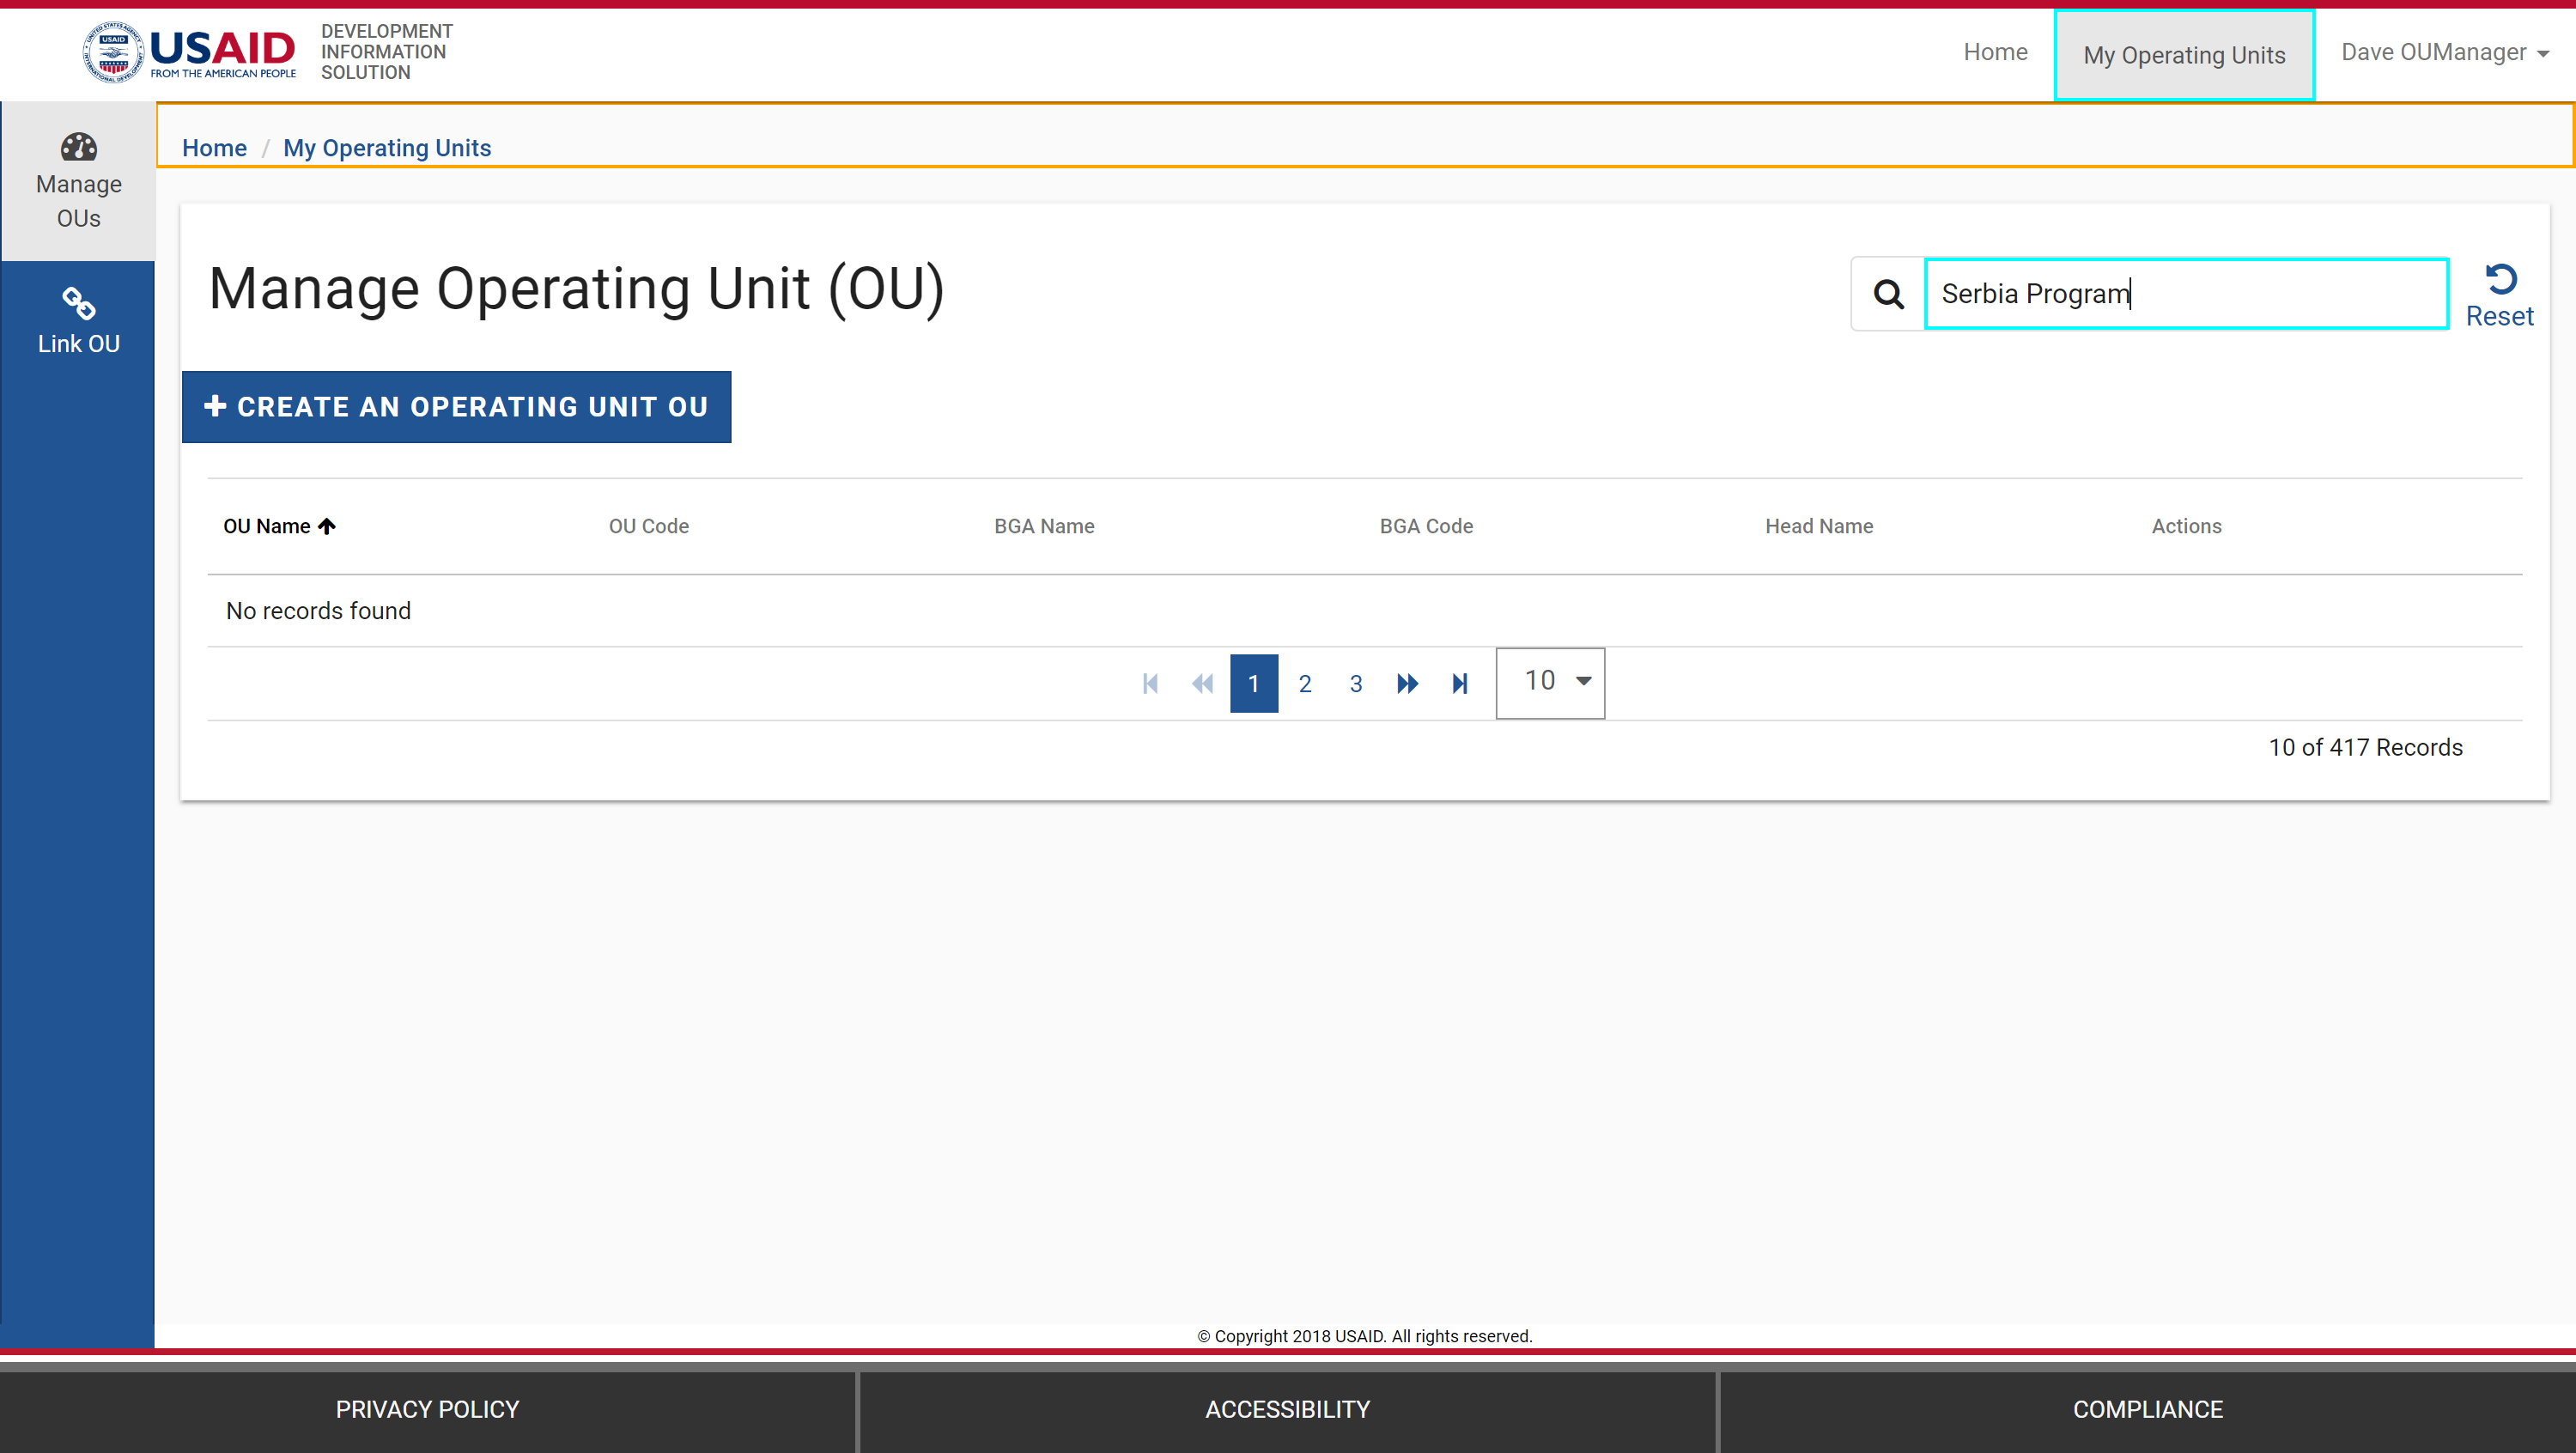 USAID
FROM THE AMERICAN PEOPLE
DEVELOPMENT
INFORMATION
SOLUTION
Home
My Operating Units
Dave OUManager
Manage
OUs
Link OU
Home / My Operating Units
Manage Operating Unit (OU)
Serbia Program
Reset
CREATE AN OPERATING UNIT OU
OU Name
OU Code
BGA Name
BGA Code
Head Name
Actions
No records found
1 2 3
10
10 of 417 Records
© Copyright 2018 USAID. All rights reserved.
PRIVACY POLICY
ACCESSIBILITY
COMPLIANCE